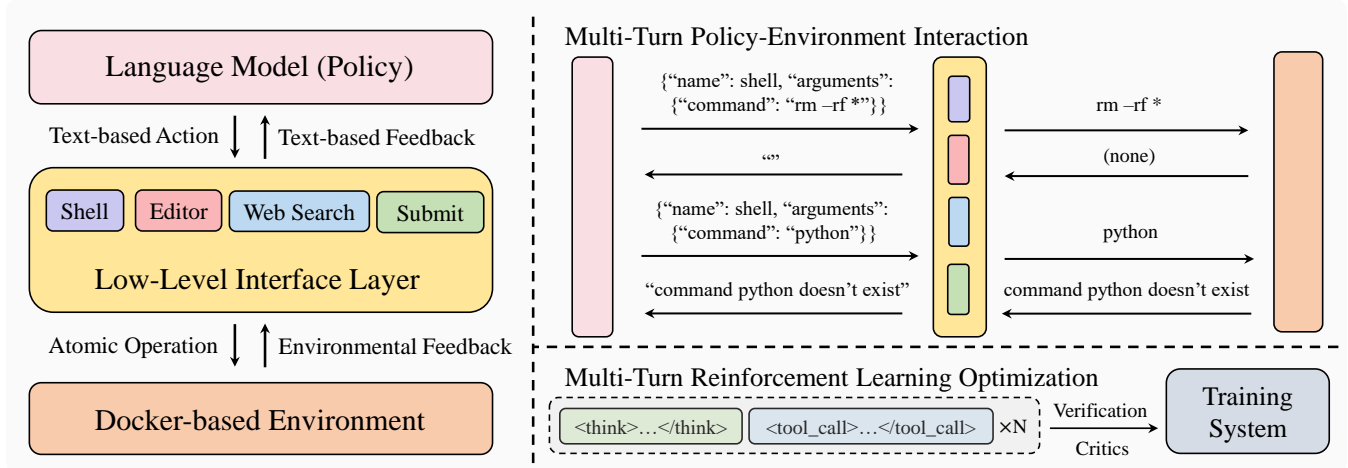 Language Model (Policy)
Text-based Action
Text-based Feedback
Shell
Editor
Web Search
Submit
Low-Level Interface Layer
Atomic Operation
Environmental Feedback
Docker-based Environment
Multi-Turn Policy-Environment Interaction
{“name”: shell, “arguments”:
{“command”: “rm –rf *”}}
rm –rf *
“”
(none)
{“name”: shell, “arguments”:
{“command”: “python”}}
python
“command python doesn’t exist”
command python doesn’t exist
Multi-Turn Reinforcement Learning Optimization
<think>…</think>
<tool_call>…</tool_call>
×N
Verification
Critics
Training
System